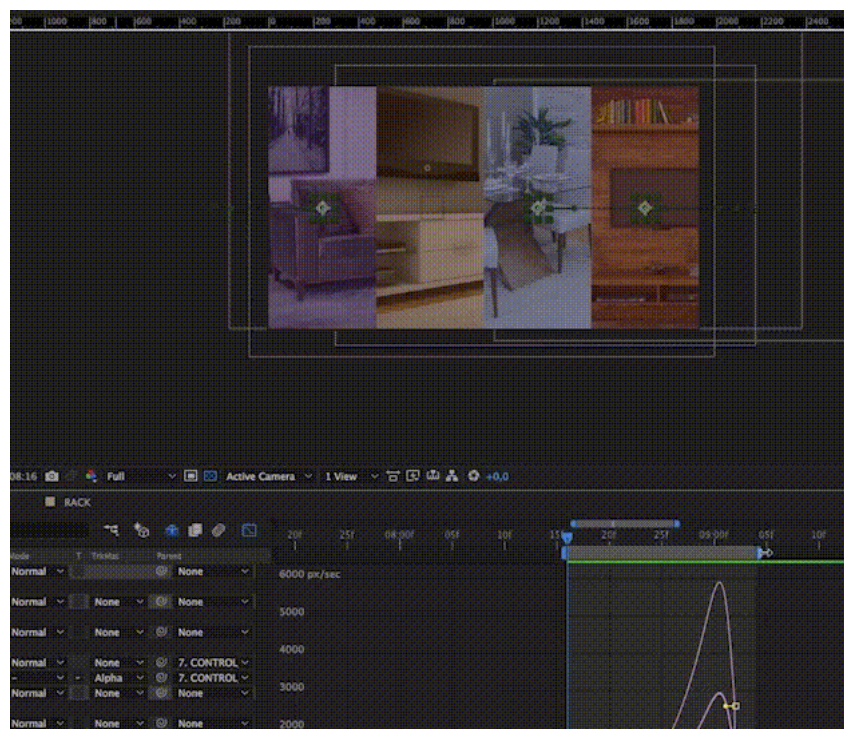 1000 800 600 400 200 0 200 400 600 800 1000 1200 1400 1600 1800 2000 2200 2400
08:16 Full Active Camera 1 View +0,0
RACK
20f 25f 08:00f 05f 10f 15f 20f 25f 09:00f 05f 10f
Mode T TrkMat Parent
Normal None
6000 px/sec
Normal None None
5000
Normal None None
4000
Normal None 7. CONTROL
- - Alpha 7. CONTROL
Normal None None
3000
Normal None None
2000